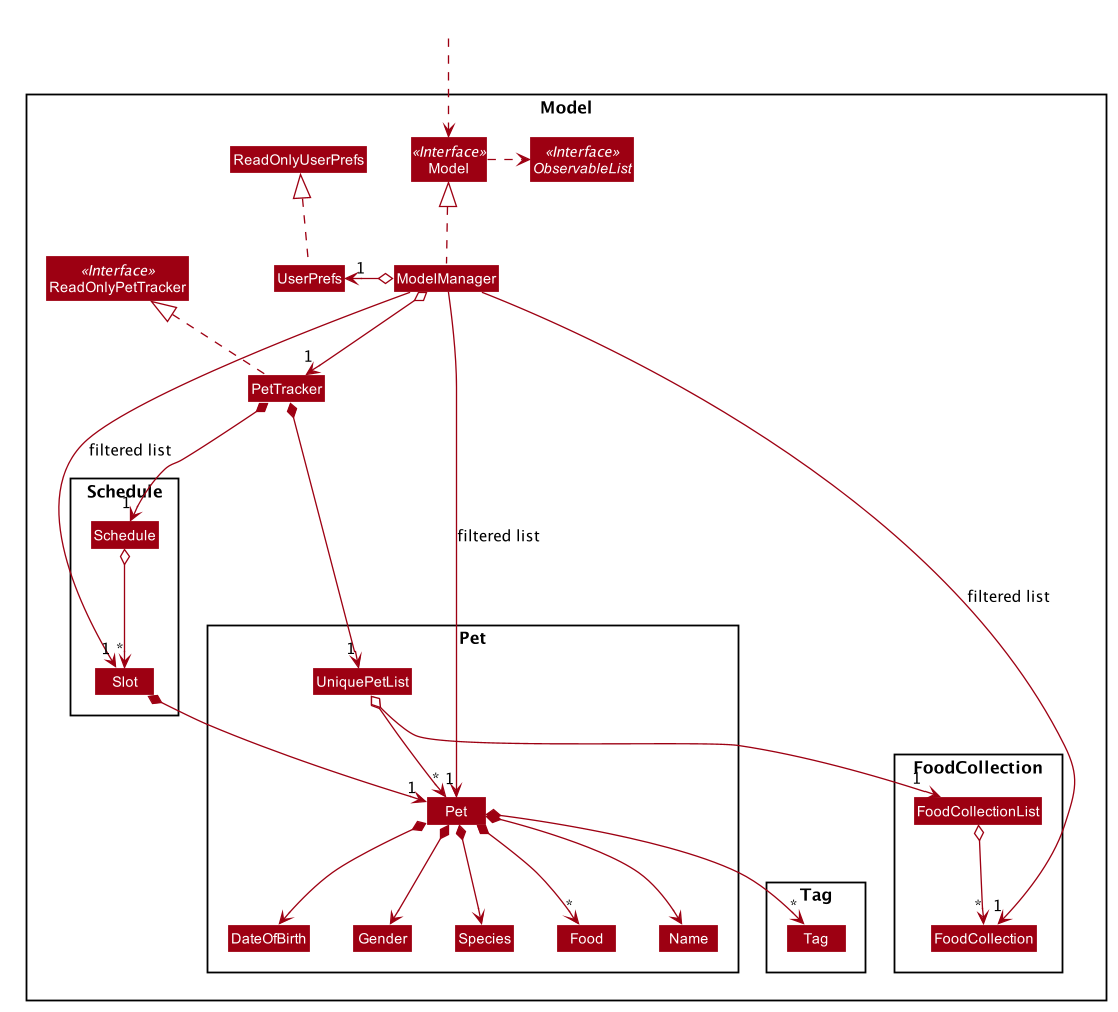 Model
«Interface»
Model
«Interface»
ObservableList
ReadOnlyUserPrefs
«Interface»
ReadOnlyPetTracker
UserPrefs
1
ModelManager
1
PetTracker
filtered list
Schedule
1
Schedule
filtered list
filtered list
Pet
1
*
1
Slot
UniquePetList
FoodCollection
1
*
1
1
Pet
FoodCollectionList
Tag
*
*
*
1
DateOfBirth
Gender
Species
Food
Name
Tag
FoodCollection